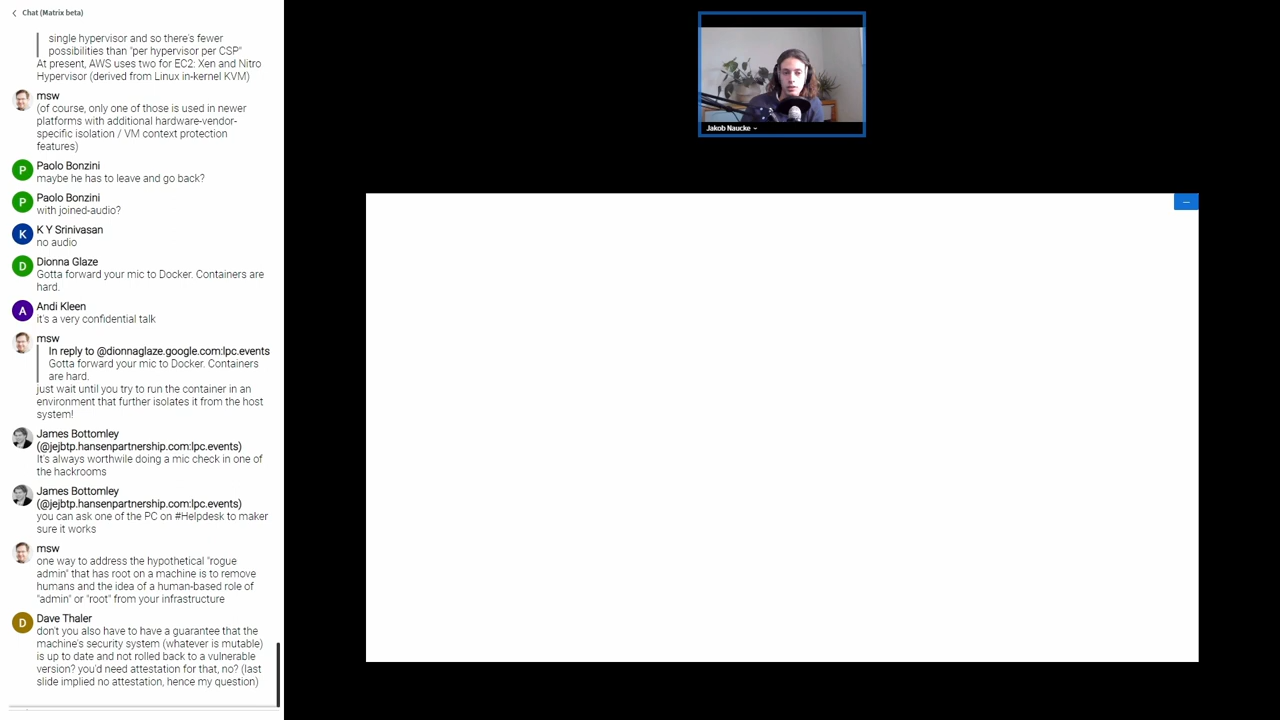 Chat (Matrix beta)
single hypervisor and so there's fewer
possibilities than "per hypervisor per CSP"
At present, AWS uses two for EC2: Xen and Nitro
Hypervisor (derived from Linux in-kernel KVM)
msw
(of course, only one of those is used in newer
platforms with additional hardware-vendor-
specific isolation / VM context protection
features)
P
Paolo Bonzini
maybe he has to leave and go back?
P
Paolo Bonzini
with joined-audio?
K
K Y Srinivasan
no audio
D
Dionna Glaze
Gotta forward your mic to Docker. Containers are
hard.
A
Andi Kleen
it's a very confidential talk
msw
In reply to @dionnaglaze.google.com:lpc.events
Gotta forward your mic to Docker. Containers
are hard.
just wait until you try to run the container in an
environment that further isolates it from the host
system!
James Bottomley
(@jejbtp.hansenpartnership.com:lpc.events)
It's always worthwile doing a mic check in one of
the hackrooms
James Bottomley
(@jejbtp.hansenpartnership.com:lpc.events)
you can ask one of the PC on #Helpdesk to maker
sure it works
msw
one way to address the hypothetical "rogue
admin" that has root on a machine is to remove
humans and the idea of a human-based role of
"admin" or "root" from your infrastructure
D
Dave Thaler
don't you also have to have a guarantee that the
machine's security system (whatever is mutable)
is up to date and not rolled back to a vulnerable
version? you'd need attestation for that, no? (last
slide implied no attestation, hence my question)
Jakob Naucke